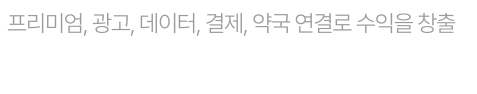 프리미엄, 광고, 데이터, 결제, 약국 연결로 수익을 창출